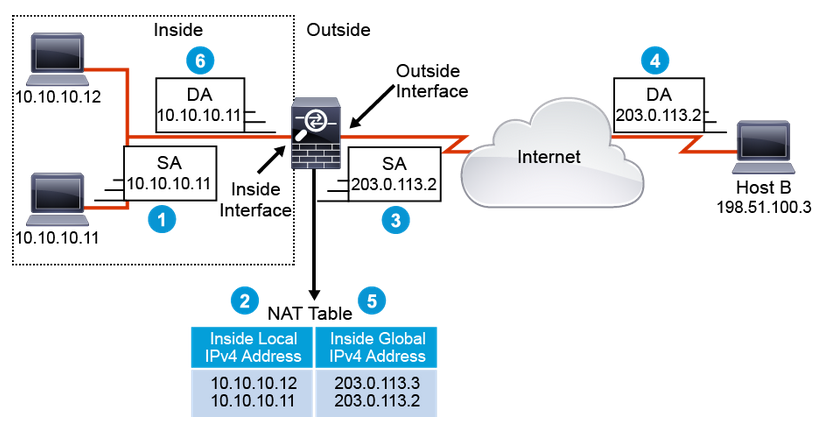 Inside
Outside
6
4
DA
10.10.10.11
Outside
Interface
DA
203.0.113.2
10.10.10.12
Internet
SA
10.10.10.11
Inside
Interface
SA
203.0.113.2
Host B
198.51.100.3
1
3
10.10.10.11
2
5
NAT Table
Inside Local
IPv4 Address
Inside Global
IPv4 Address
10.10.10.12
203.0.113.3
10.10.10.11
203.0.113.2